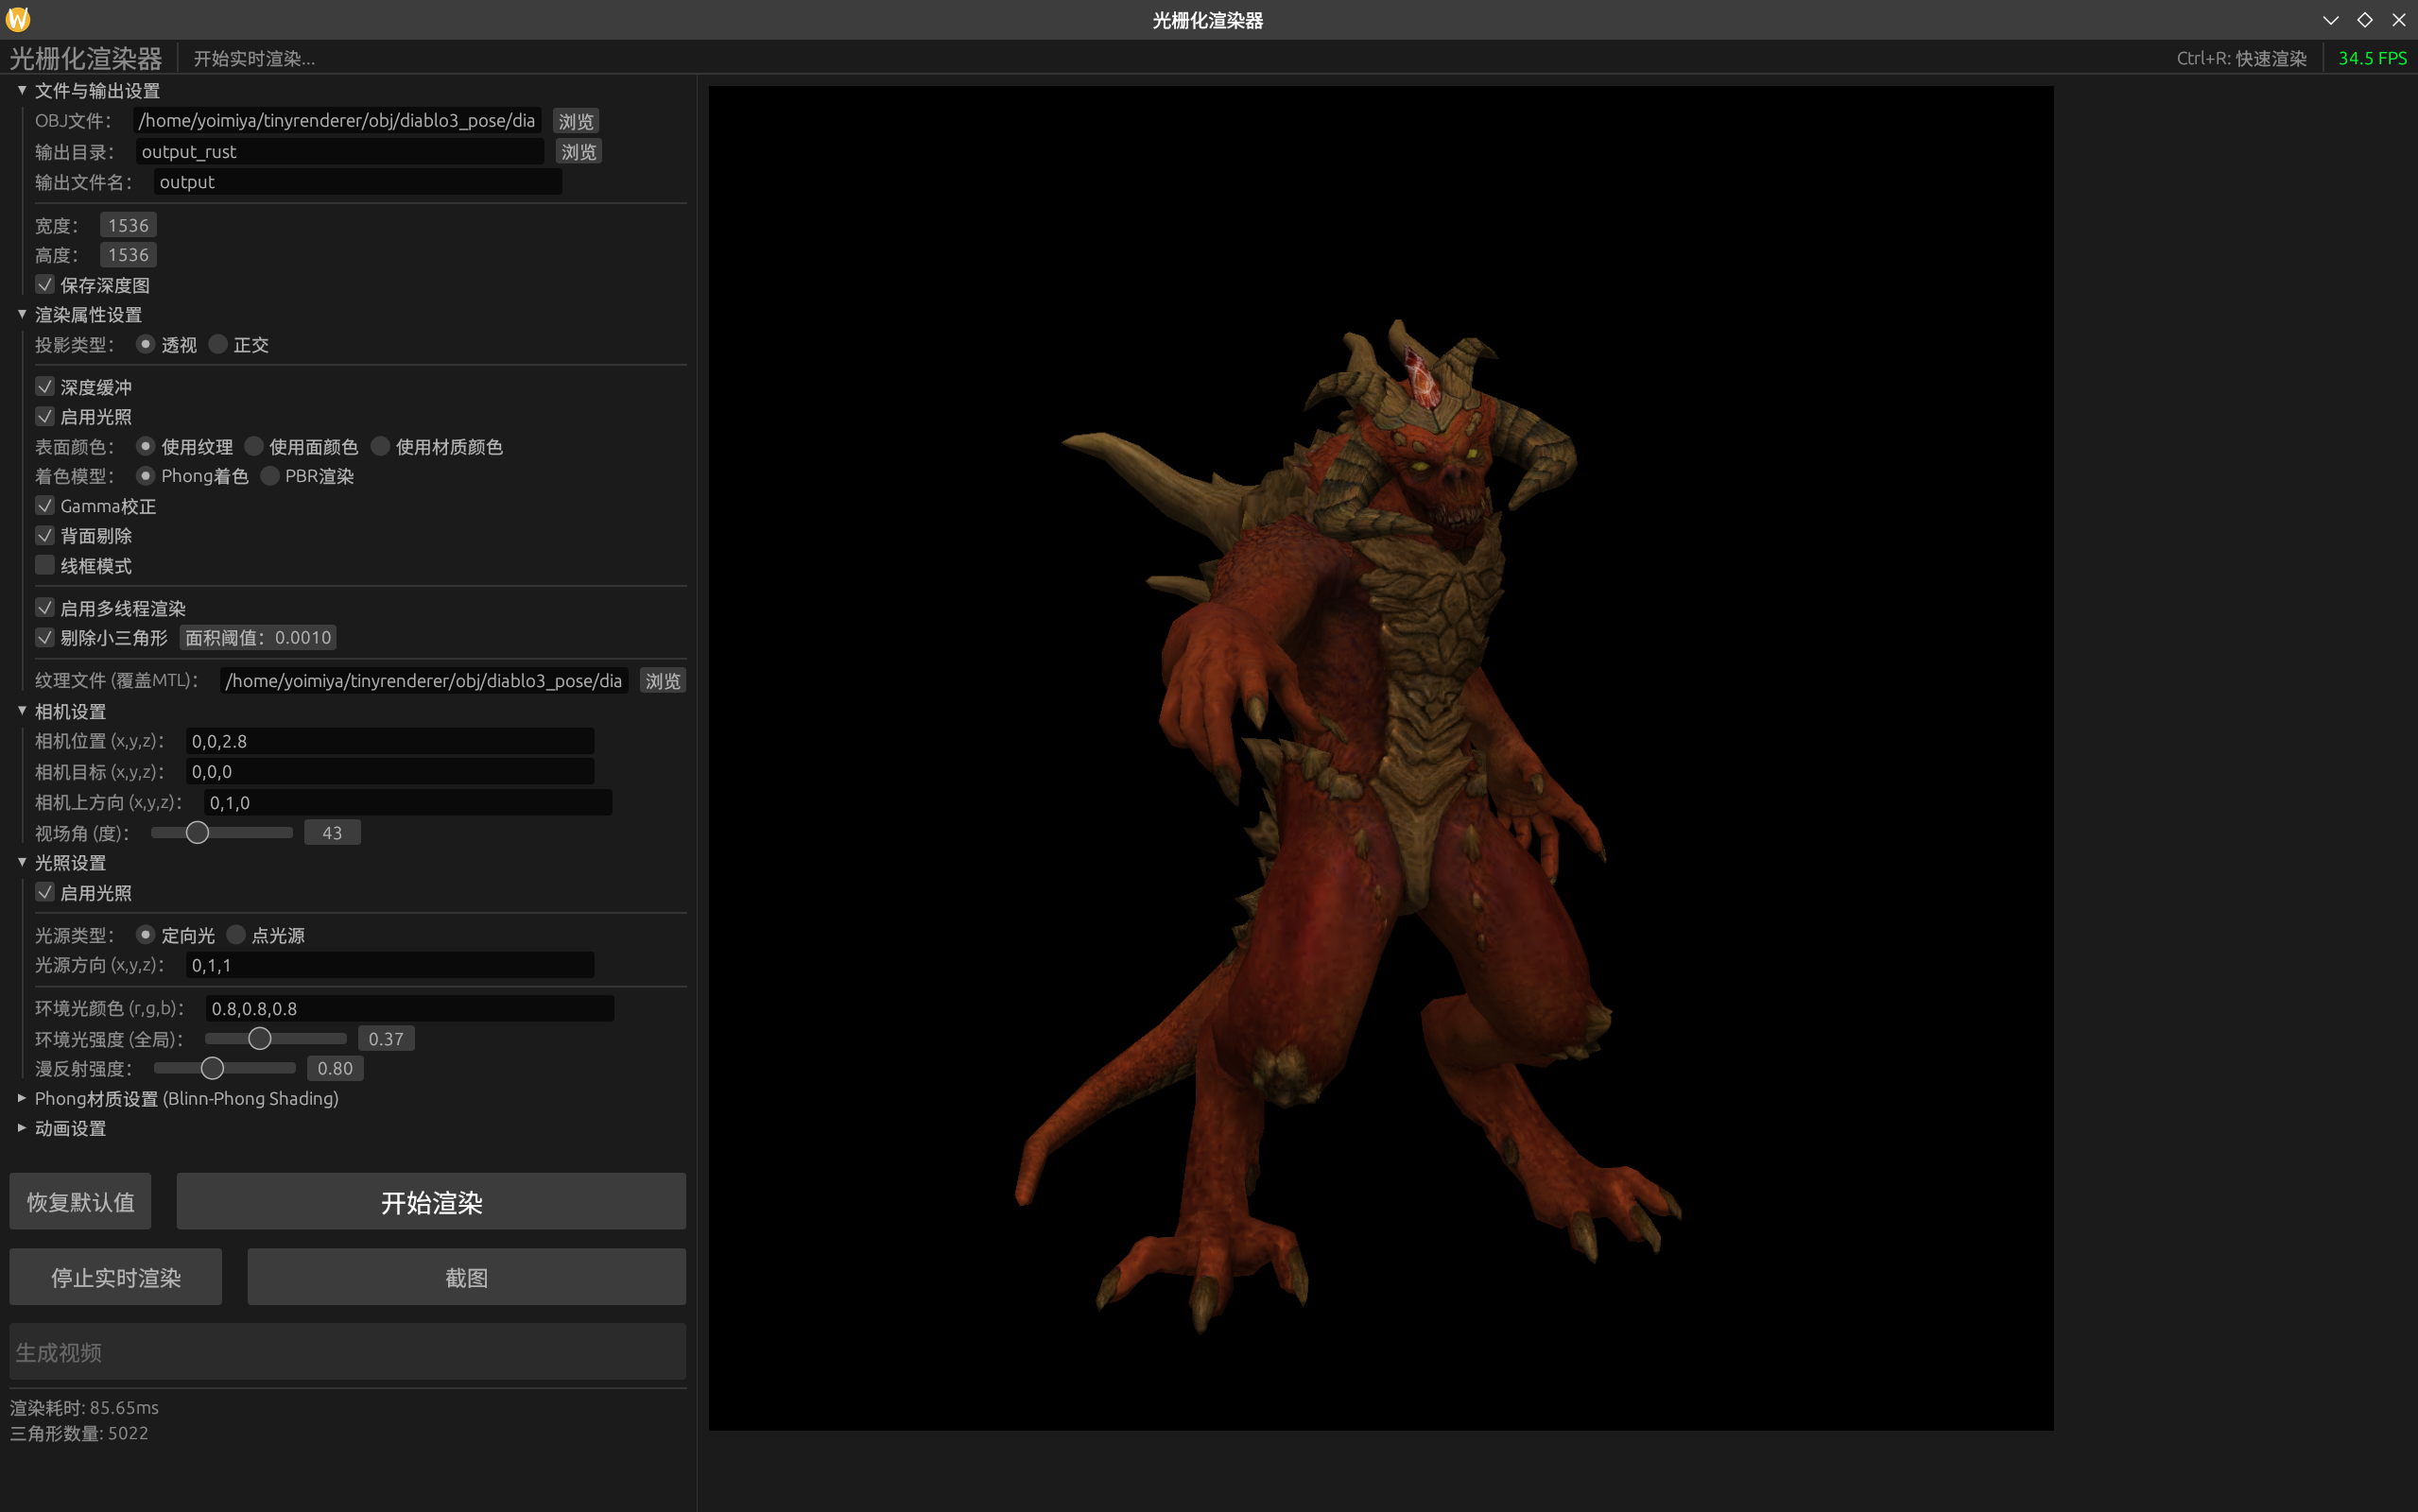 光栅化渲染器
光栅化渲染器 开始实时渲染... Ctrl+R: 快速渲染 34.5 FPS
文件与输出设置
OBJ文件： /home/yoimiya/tinyrenderer/obj/diablo3_pose/dia 浏览
输出目录： output_rust 浏览
输出文件名： output
宽度： 1536
高度： 1536
保存深度图
渲染属性设置
投影类型： 透视 正交
深度缓冲
启用光照
表面颜色： 使用纹理 使用面颜色 使用材质颜色
着色模型： Phong着色 PBR渲染
Gamma校正
背面剔除
线框模式
启用多线程渲染
剔除小三角形 面积阈值：0.0010
纹理文件 (覆盖MTL)： /home/yoimiya/tinyrenderer/obj/diablo3_pose/dia 浏览
相机设置
相机位置 (x,y,z)： 0,0,2.8
相机目标 (x,y,z)： 0,0,0
相机上方向 (x,y,z)： 0,1,0
视场角 (度)： 43
光照设置
启用光照
光源类型： 定向光 点光源
光源方向 (x,y,z)： 0,1,1
环境光颜色 (r,g,b)： 0.8,0.8,0.8
环境光强度 (全局)： 0.37
漫反射强度： 0.80
Phong材质设置 (Blinn-Phong Shading)
动画设置
恢复默认值 开始渲染
停止实时渲染 截图
生成视频
渲染耗时: 85.65ms
三角形数量: 5022